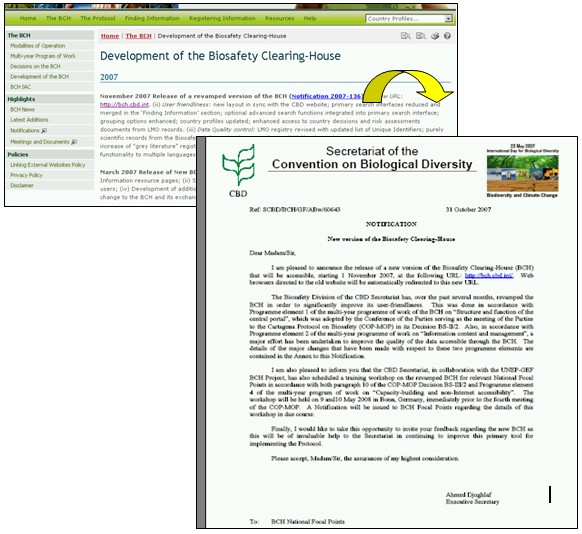 Home The BCH The Protocol Finding Information Registering Information Resources Help Country Profiles...
The BCH
Modalities of Operation
Multi-year Program of Work
Decisions on the BCH
Development of the BCH
BCH IAC
Highlights
BCH News
Latest Additions
Notifications
Meetings and Documents
Policies
Linking External Websites Policy
Privacy Policy
Disclaimer
Home | The BCH | Development of the Biosafety Clearing-House
Development of the Biosafety Clearing-House
2007
November 2007 Release of a revamped version of the BCH (Notification 2007-136) URL:
http://bch.cbd.int. (ii) User friendliness: new layout in sync with the CBD website; primary search interfaces reduced and
merged in the 'Finding Information' section; optional advanced search functions integrated into primary search interface;
grouping options enhanced; country profiles updated; enhanced access to country decisions and risk assessments
documents from LMO records. (iii) Data Quality control: LMO registry revised with updated list of Unique Identifiers; purely
scientific records from the Biosafety
increase of "grey literature" regist
functionality to multiple languages
March 2007 Release of New BC
Information resource pages; (ii) S
users; (iv) Development of addition
change to the BCH and its exchan
CBD
Secretariat of the
Convention on Biological Diversity
22 May 2007
International Day for Biological Diversity
Biodiversity and Climate Change
Ref: SCBD/BCH/GF/ABw/60643 31 October 2007
NOTIFICATION
New version of the Biosafety Clearing-House
Dear Madam/Sir,
I am pleased to announce the release of a new version of the Biosafety Clearing-House (BCH)
that will be accessible, starting 1 November 2007, at the following URL: http://bch.cbd.int/. Web
browsers directed to the old website will be automatically redirected to this new URL.
The Biosafety Division of the CBD Secretariat has, over the past several months, revamped the
BCH in order to significantly improve its user-friendliness. This was done in accordance with
Programme element 1 of the multi-year programme of work of the BCH on "Structure and function of the
central portal", which was adopted by the Conference of the Parties serving as the meeting of the Parties
to the Cartagena Protocol on Biosafety (COP-MOP) in its Decision BS-II/2. Also, in accordance with
Programme element 2 of the multi-year programme of work on "Information content and management", a
major effort has been undertaken to improve the quality of the data accessible through the BCH. The
details of the major changes that have been made with respect to these two programme elements are
contained in the Annex to this Notification.
I am also pleased to inform you that the CBD Secretariat, in collaboration with the UNEP-GEF
BCH Project, has also scheduled a training workshop on the revamped BCH for relevant National Focal
Points in accordance with both paragraph 10 of the COP-MOP Decision BS-III/2 and Programme element
4 of the multi-year program of work on "Capacity-building and non-Internet accessibility". The
workshop will be held on 9 and 10 May 2008 in Bonn, Germany, immediately prior to the fourth meeting
of the COP-MOP. A Notification will be issued to BCH Focal Points regarding the details of this
workshop in due course.
Finally, I would like to take this opportunity to invite your feedback regarding the new BCH as
this will be of invaluable help to the Secretariat in continuing to improve this primary tool for
implementing the Protocol.
Please accept, Madam/Sir, the assurances of my highest consideration.
Ahmed Djoghlaf
Executive Secretary
To: BCH National Focal Points